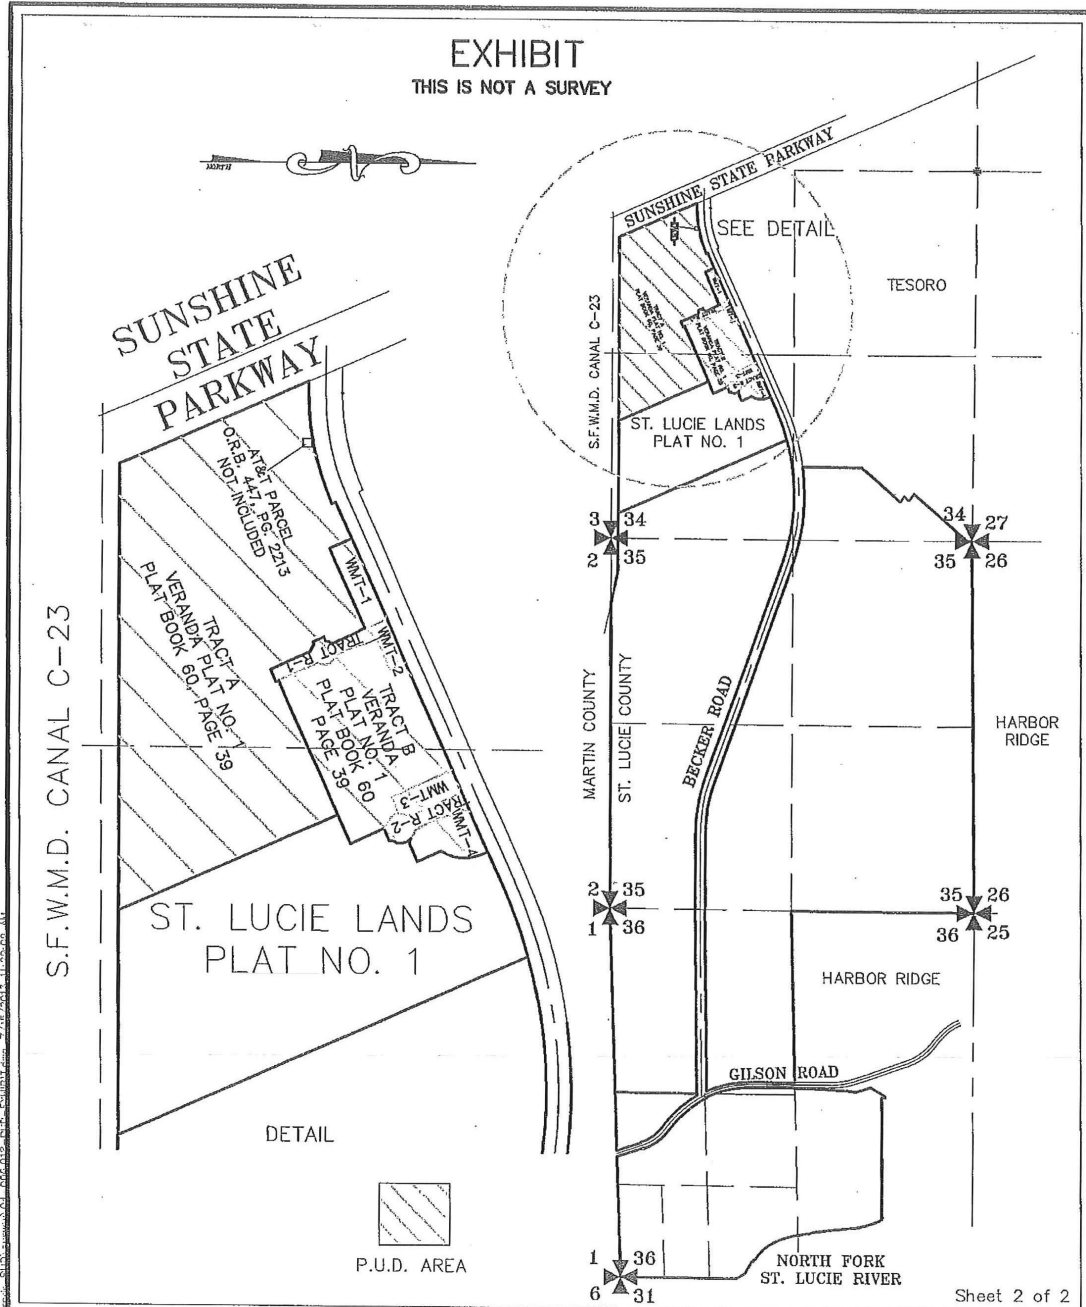 EXHIBIT
THIS IS NOT A SURVEY
NORTH
SUNSHINE STATE PARKWAY
SEE DETAIL
TESORO
S.F.W.M.D. CANAL C-23
ST. LUCIE LANDS
PLAT NO. 1
SUNSHINE
STATE
PARKWAY
AT&T PARCEL
O.R.B. 447, PG. 2213
NOT INCLUDED
WMT-1
WMT-2
TRACT R-1
TRACT A
VERANDA PLAT NO. 1
PLAT BOOK 60, PAGE 39
TRACT B
VERANDA
PLAT NO. 1
PLAT BOOK 60
PAGE 39
WMT-3
TRACT R-2
WMT-4
S.F.W.M.D. CANAL C-23
ST. LUCIE LANDS
PLAT NO. 1
DETAIL
P.U.D. AREA
3 34
2 35
34 27
35 26
MARTIN COUNTY
ST. LUCIE COUNTY
BECKER ROAD
HARBOR
RIDGE
2 35
1 36
35 26
36 25
HARBOR RIDGE
GILSON ROAD
1 36
6 31
NORTH FORK
ST. LUCIE RIVER
Sheet 2 of 2